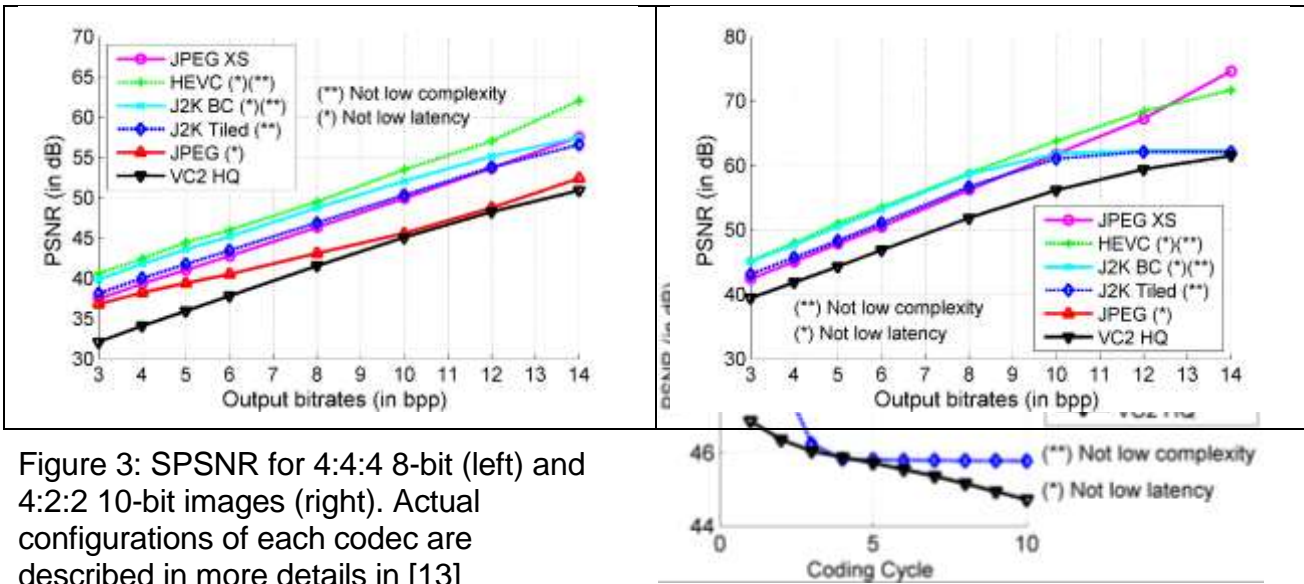 70
65
60
55
50
45
40
35
30
PSNR (in dB)
JPEG XS
HEVC (*)(**)
J2K BC (*)(**)
J2K Tiled (**)
JPEG (*)
VC2 HQ
(**) Not low complexity
(*) Not low latency
3 4 5 6 7 8 9 10 11 12 13 14
Output bitrates (in bpp)
80
70
60
50
40
30
PSNR (in dB)
JPEG XS
HEVC (*)(**)
J2K BC (*)(**)
J2K Tiled (**)
JPEG (*)
VC2 HQ
(**) Not low complexity
(*) Not low latency
3 4 5 6 7 8 9 10 11 12 13 14
Output bitrates (in bpp)
PSNR (in dB)
VC2 HQ
46
44
(**) Not low complexity
(*) Not low latency
0 5 10
Coding Cycle
Figure 3: SPSNR for 4:4:4 8-bit (left) and
4:2:2 10-bit images (right). Actual
configurations of each codec are
described in more details in [13]